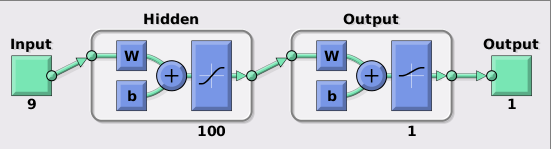 Hidden Output
Input Output
W W
b b
9 1
100 1